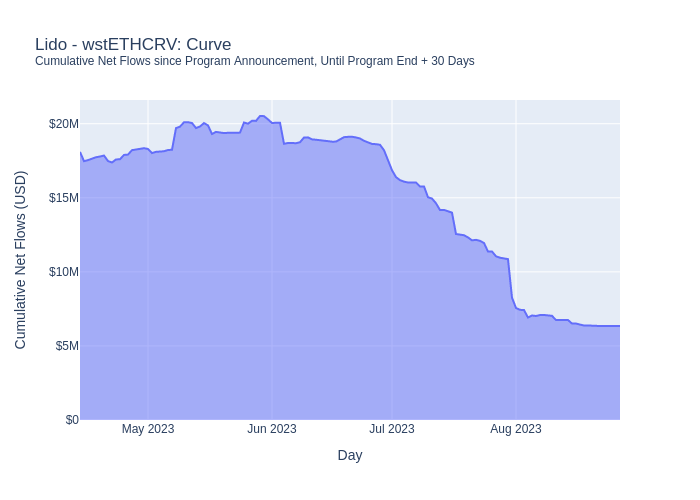 Lido - wstETHCRV: Curve
Cumulative Net Flows since Program Announcement, Until Program End + 30 Days
Cumulative Net Flows (USD)
$20M
$15M
$10M
$5M
$0
May 2023
Jun 2023
Jul 2023
Aug 2023
Day